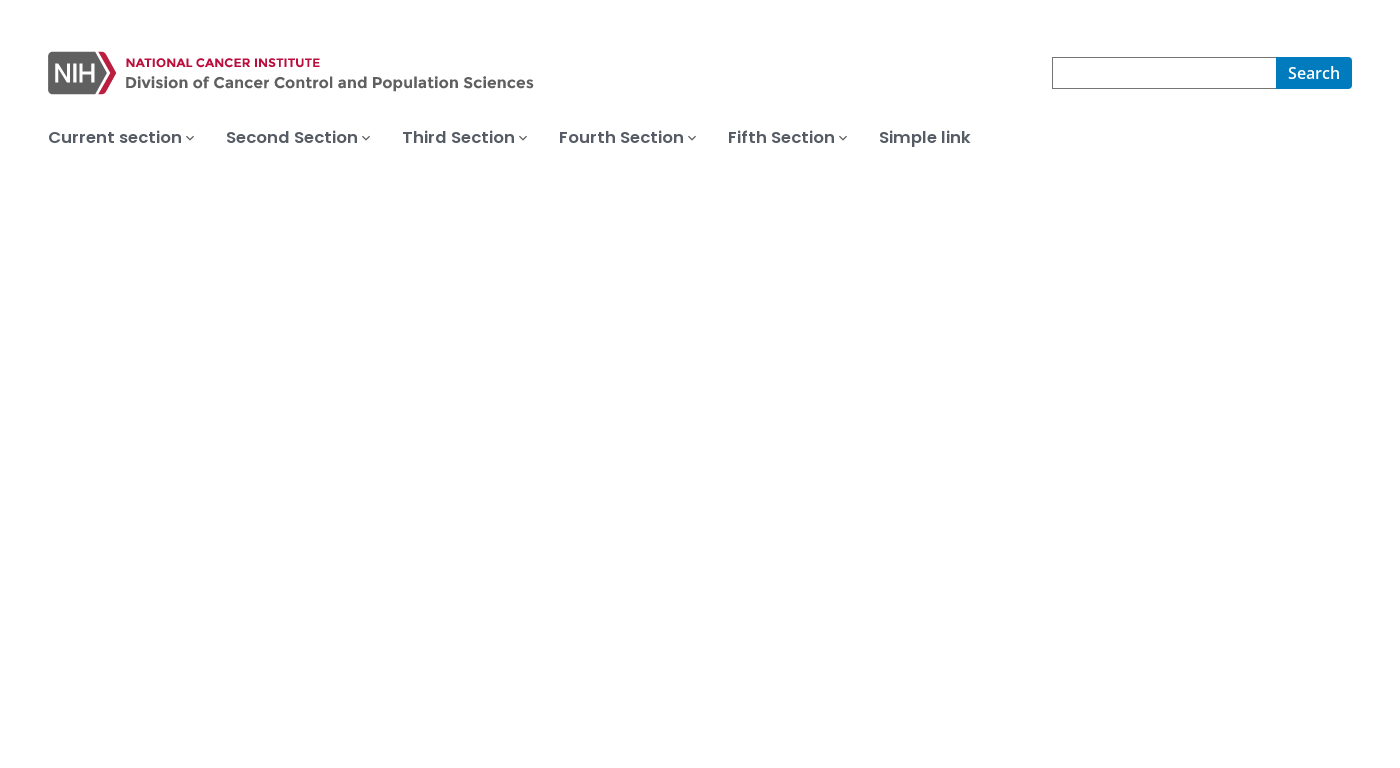 NIH NATIONAL CANCER INSTITUTE
Division of Cancer Control and Population Sciences
Search
Current section Second Section Third Section Fourth Section Fifth Section Simple link